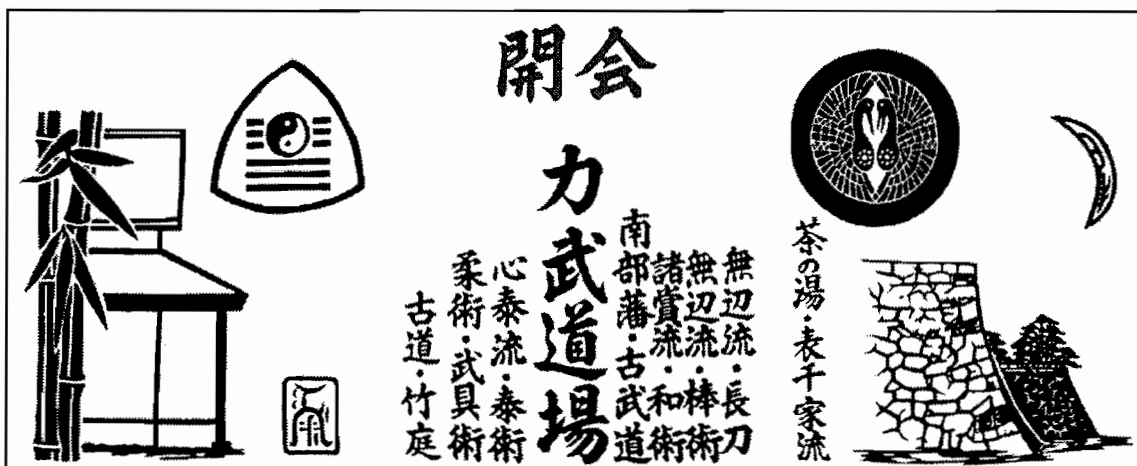 開会
茶の湯・表千家流
無辺流・長刀
無辺流・棒術
諸賞流・和術
南部藩・古武道
力武道場
心泰流・泰術
柔術・武具術
古道・竹庭